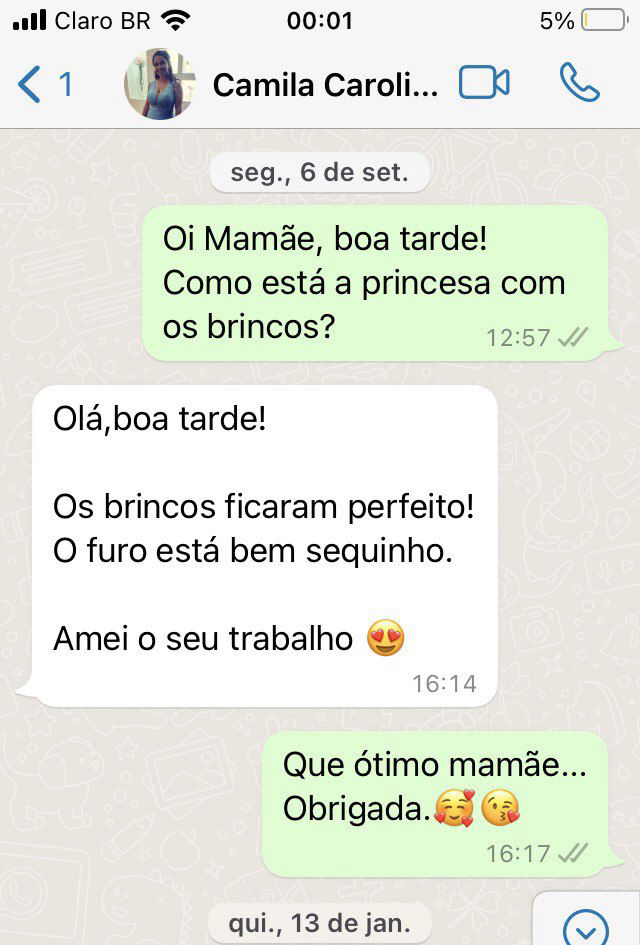 Claro BR 00:01 5%
1 Camila Caroli...
seg., 6 de set.
Oi Mamãe, boa tarde!
Como está a princesa com
os brincos?
12:57
Olá,boa tarde!
Os brincos ficaram perfeito!
O furo está bem sequinho.
Amei o seu trabalho 😍
16:14
Que ótimo mamãe...
Obrigada.🥰😘
16:17
qui., 13 de jan.